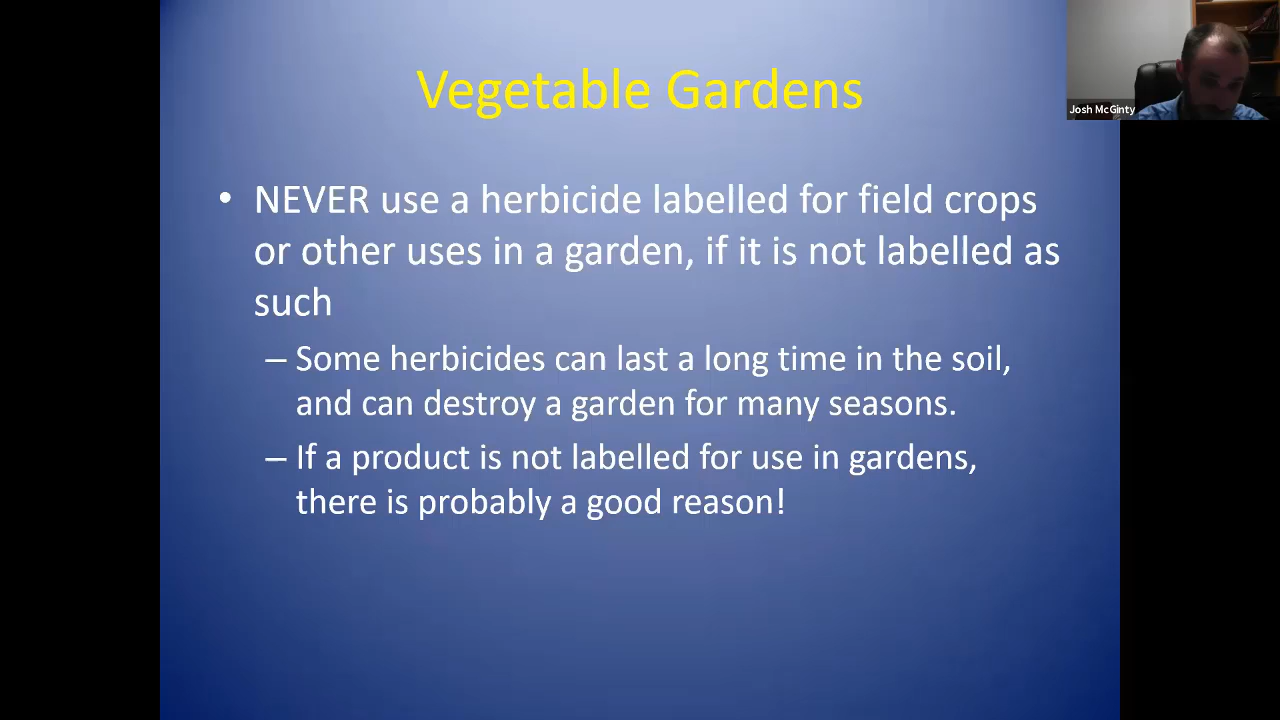 Vegetable Gardens
Josh McGinty
• NEVER use a herbicide labelled for field crops
or other uses in a garden, if it is not labelled as
such
– Some herbicides can last a long time in the soil,
and can destroy a garden for many seasons.
– If a product is not labelled for use in gardens,
there is probably a good reason!